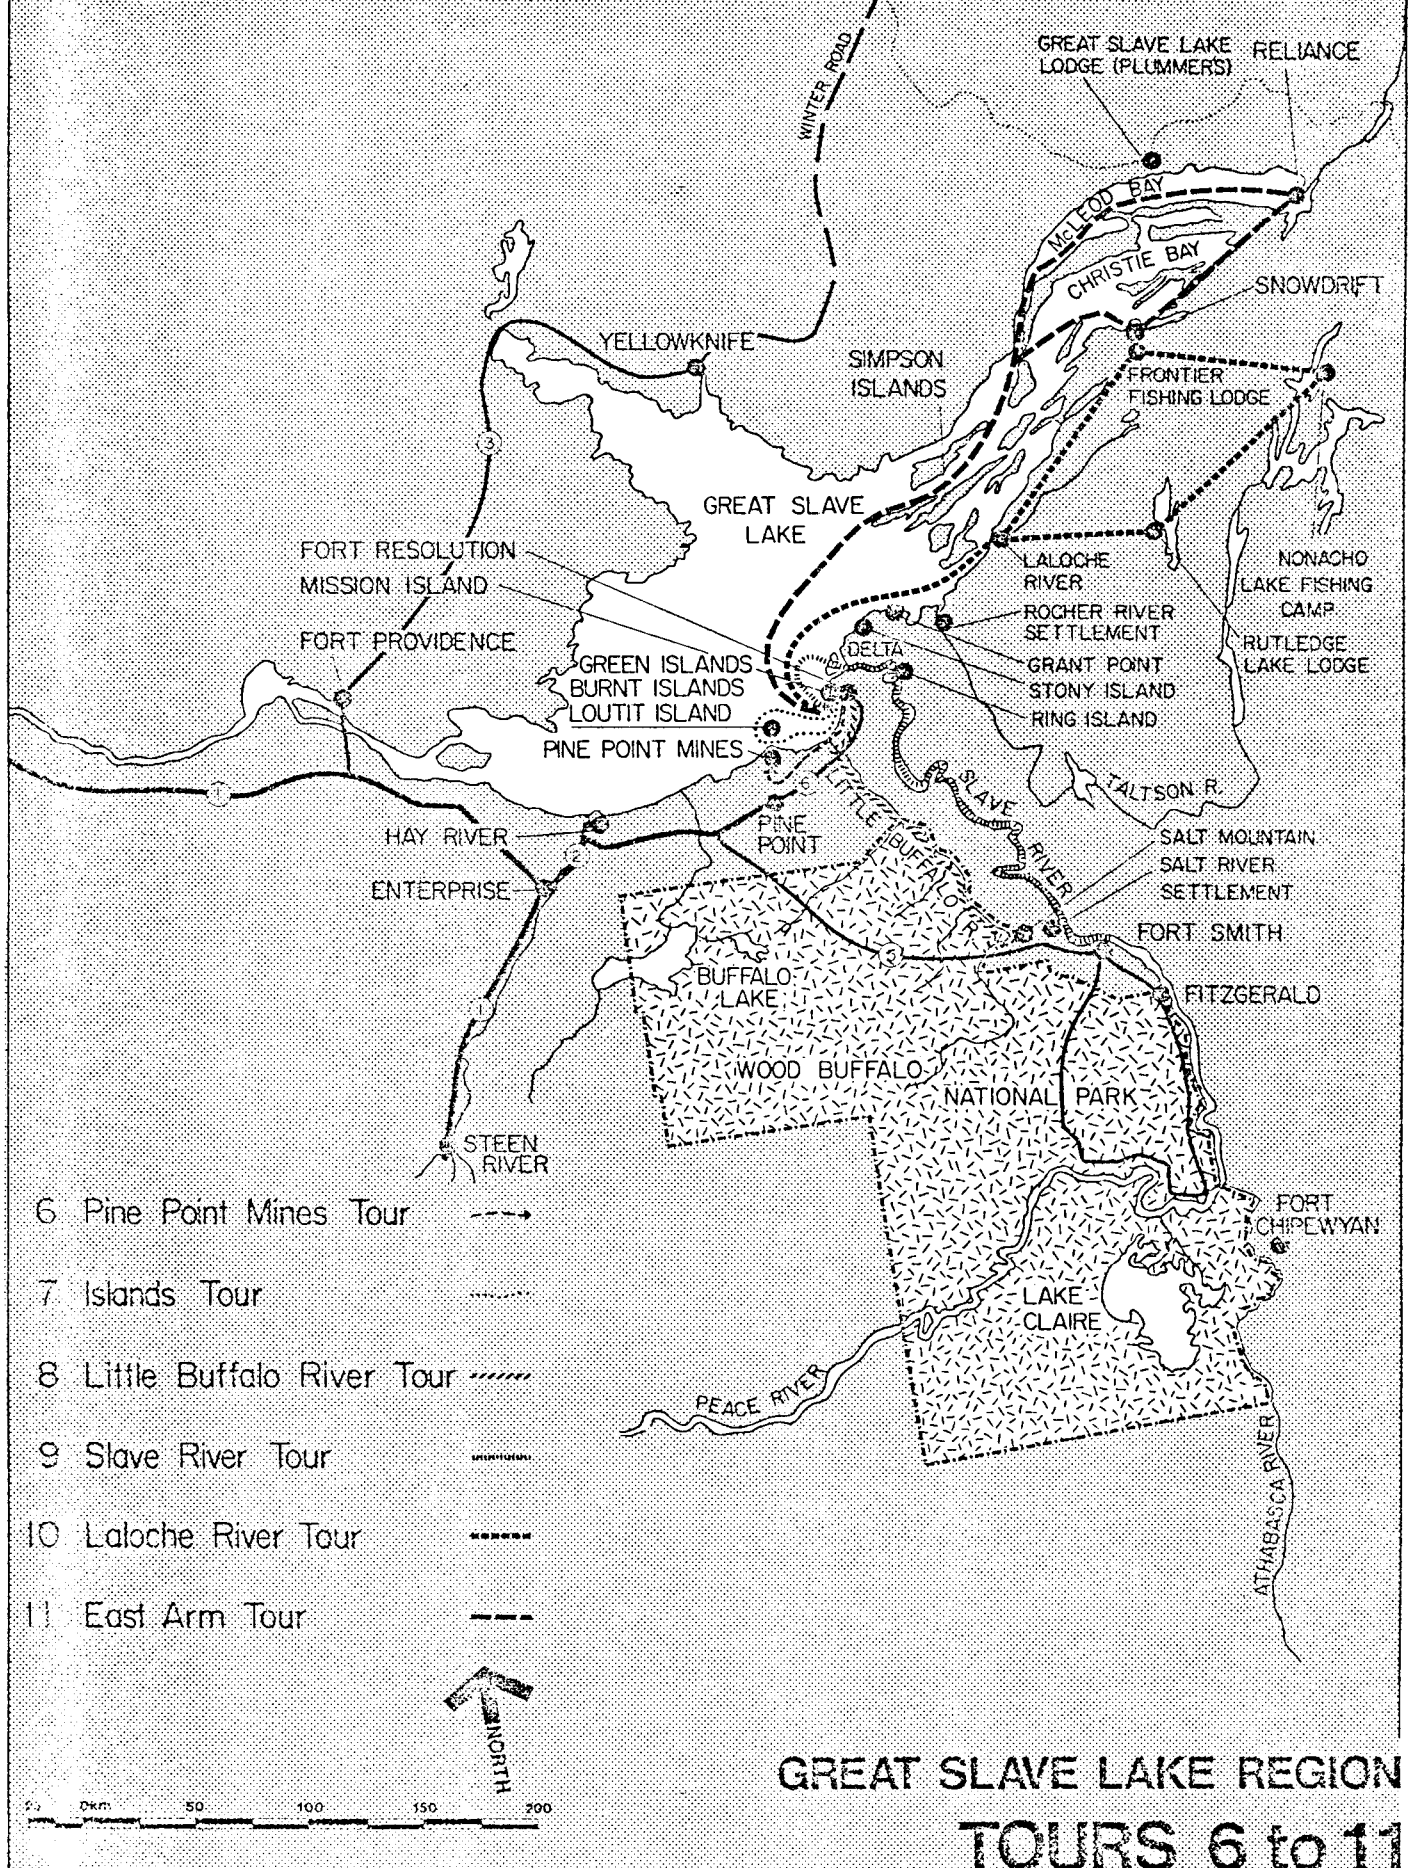 WINTER ROAD
GREAT SLAVE LAKE
LODGE (PLUMMERS)
RELIANCE
McLEOD BAY
CHRISTIE BAY
SNOWDRIFT
YELLOWKNIFE
SIMPSON
ISLANDS
FRONTIER
FISHING LODGE
3
GREAT SLAVE
LAKE
FORT RESOLUTION
MISSION ISLAND
LALOCHE
RIVER
NONACHO
LAKE FISHING
CAMP
ROCHER RIVER
SETTLEMENT
FORT PROVIDENCE
DELTA
RUTLEDGE
LAKE LODGE
GREEN ISLANDS
BURNT ISLANDS
LOUTIT ISLAND
GRANT POINT
STONY ISLAND
RING ISLAND
PINE POINT MINES
1
6
LITTLE BUFFALO R.
SLAVE RIVER
TALTSON R.
HAY RIVER
2
PINE
POINT
SALT MOUNTAIN
SALT RIVER
SETTLEMENT
ENTERPRISE
5
FORT SMITH
BUFFALO
LAKE
FITZGERALD
1
WOOD BUFFALO
NATIONAL PARK
STEEN
RIVER
FORT
CHIPEWYAN
LAKE
CLAIRE
PEACE RIVER
ATHABASCA RIVER
6 Pine Point Mines Tour
7 Islands Tour
8 Little Buffalo River Tour
9 Slave River Tour
10 Laloche River Tour
11 East Arm Tour
NORTH
0km 50 100 150 200
GREAT SLAVE LAKE REGION
TOURS 6 to 11